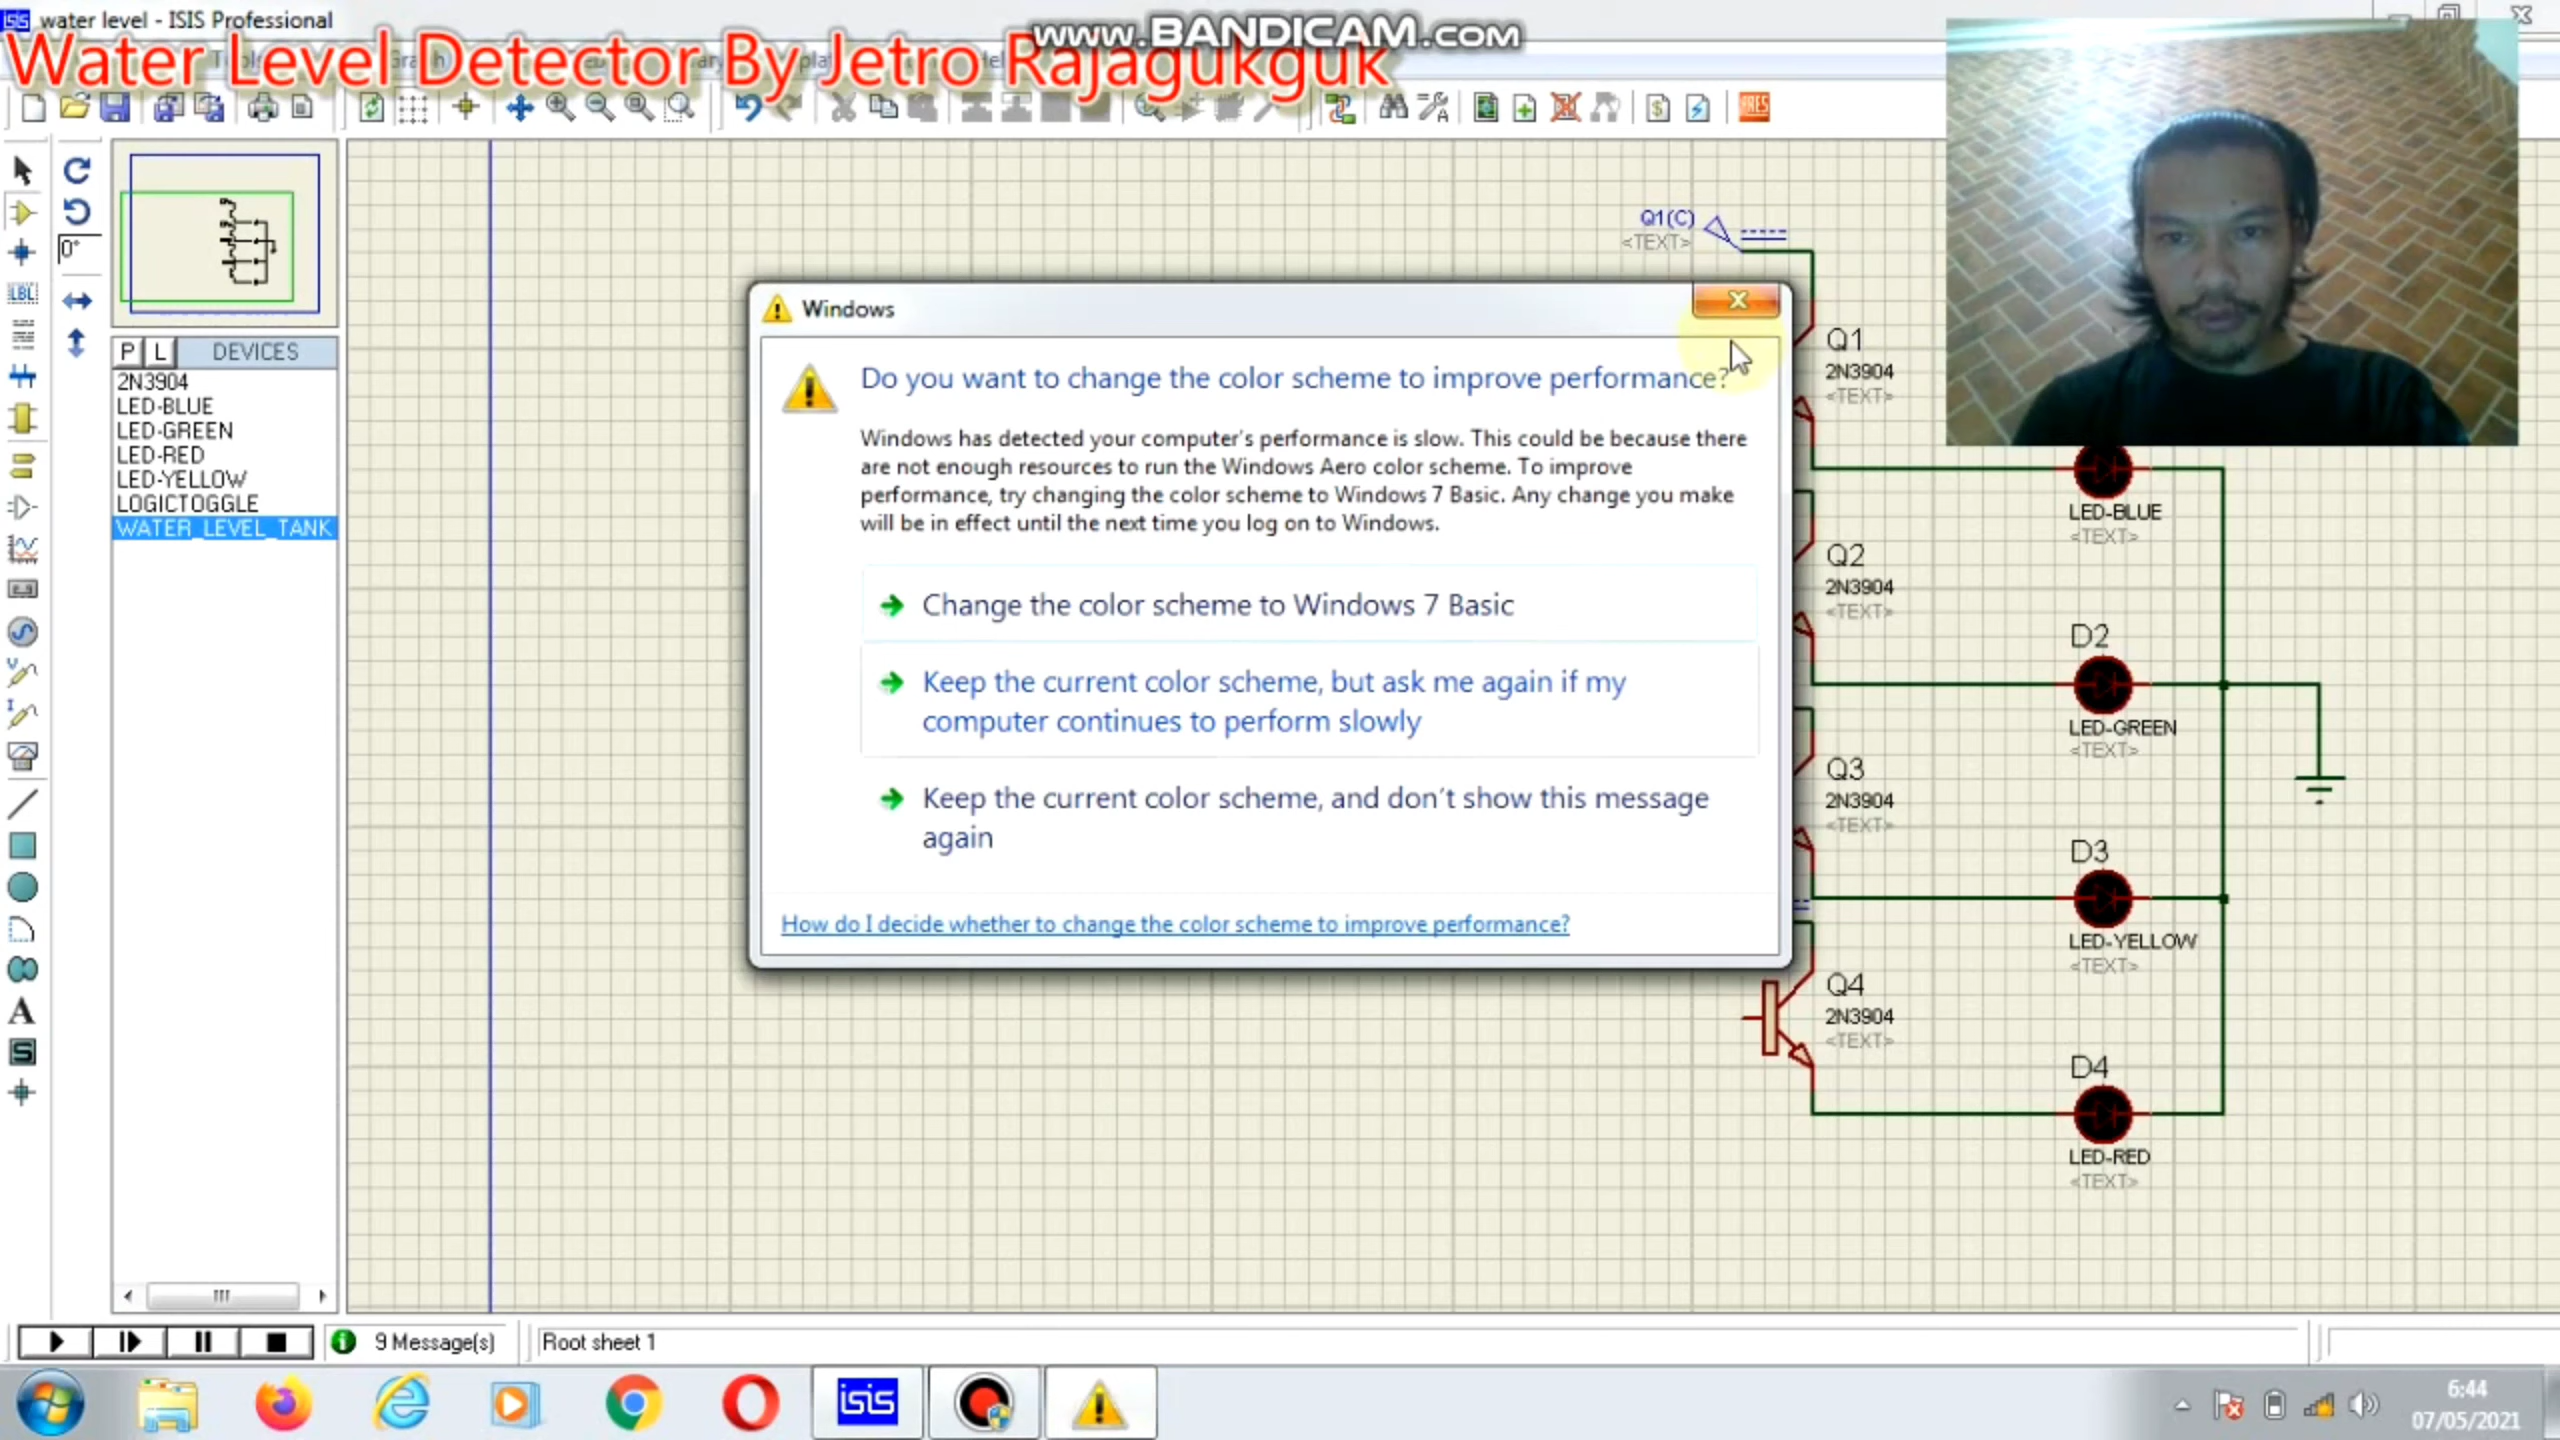 water level - ISIS Professional
www.BANDICAM.com
Water Level Detector By Jetro Rajagukguk
0°
LBL
P L DEVICES
2N3904
LED-BLUE
LED-GREEN
LED-RED
LED-YELLOW
LOGICTOGGLE
WATER_LEVEL_TANK
A
S
Q1(C)
<TEXT>
Windows
Do you want to change the color scheme to improve performance?
Windows has detected your computer's performance is slow. This could be because there
are not enough resources to run the Windows Aero color scheme. To improve
performance, try changing the color scheme to Windows 7 Basic. Any change you make
will be in effect until the next time you log on to Windows.
Change the color scheme to Windows 7 Basic
Keep the current color scheme, but ask me again if my
computer continues to perform slowly
Keep the current color scheme, and don't show this message
again
How do I decide whether to change the color scheme to improve performance?
Q1
2N3904
<TEXT>
LED-BLUE
<TEXT>
Q2
2N3904
<TEXT>
D2
LED-GREEN
<TEXT>
Q3
2N3904
<TEXT>
D3
LED-YELLOW
<TEXT>
Q4
2N3904
<TEXT>
D4
LED-RED
<TEXT>
9 Message(s)
Root sheet 1
isis
6:44
07/05/2021